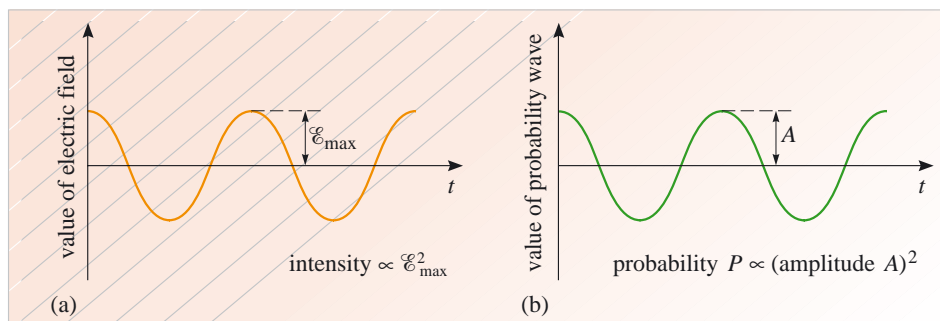 value of electric field
ℰmax
t
intensity ∝ ℰ²max
(a)
value of probability wave
A
t
probability P ∝ (amplitude A)²
(b)